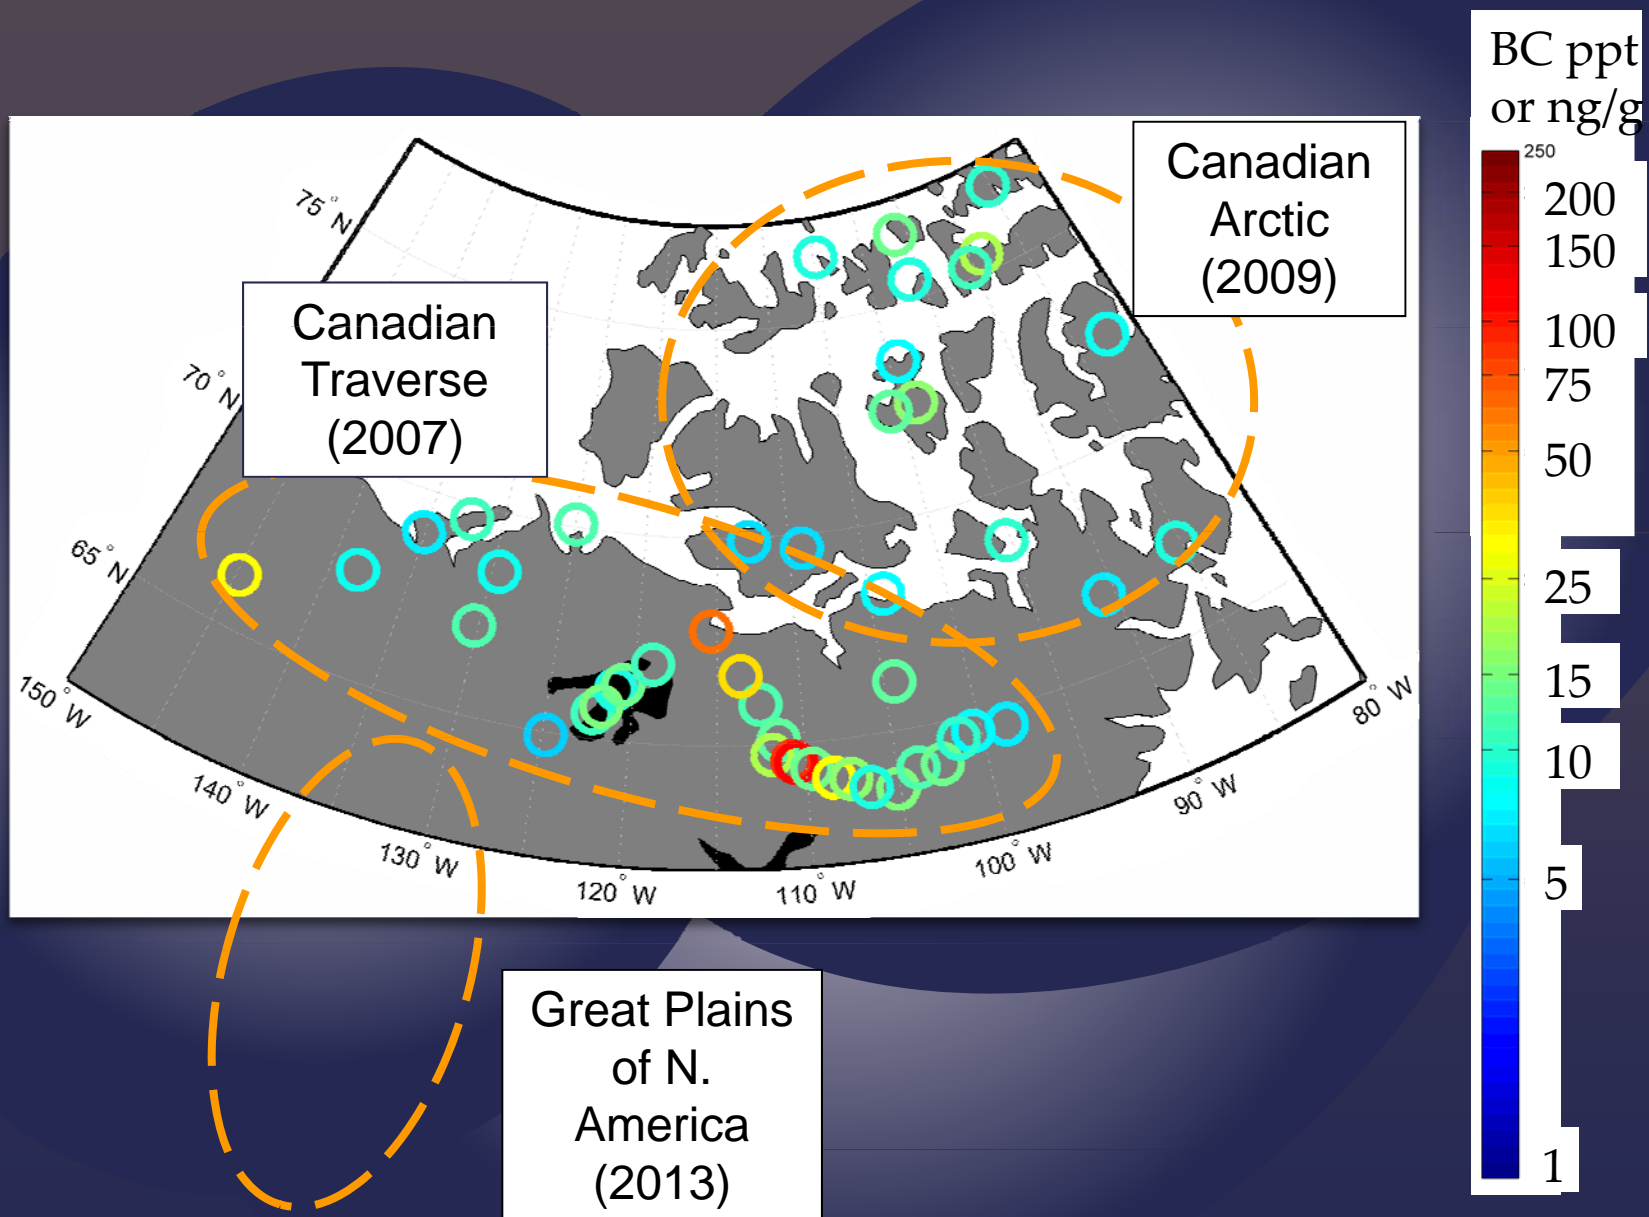 BC ppt
or ng/g
250
200
150
100
75
50
25
15
10
5
1
Canadian
Arctic
(2009)
Canadian
Traverse
(2007)
Great Plains
of N.
America
(2013)
75°N
70°N
65°N
150°W
140°W
130°W
120°W
110°W
100°W
90°W
80°W